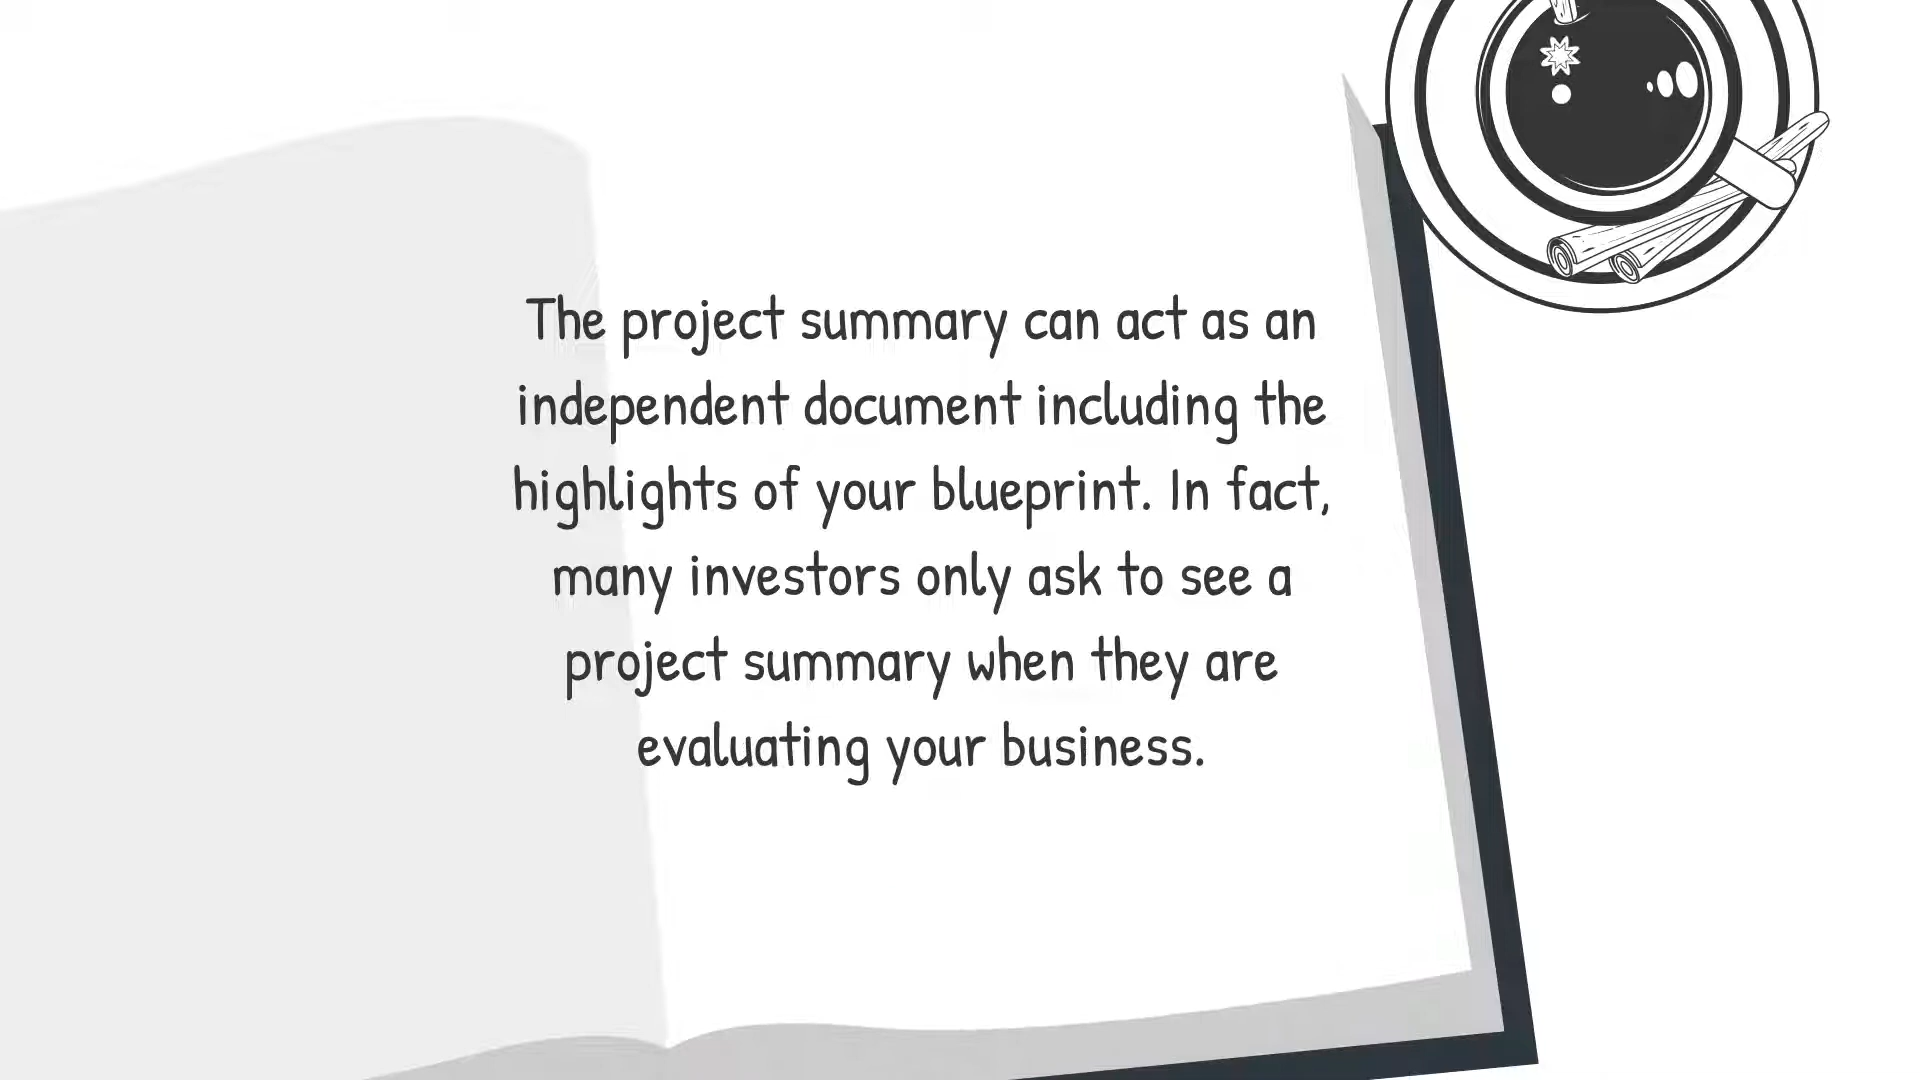 The project summary can act as an
independent document including the
highlights of your blueprint. In fact,
many investors only ask to see a
project summary when they are
evaluating your business.